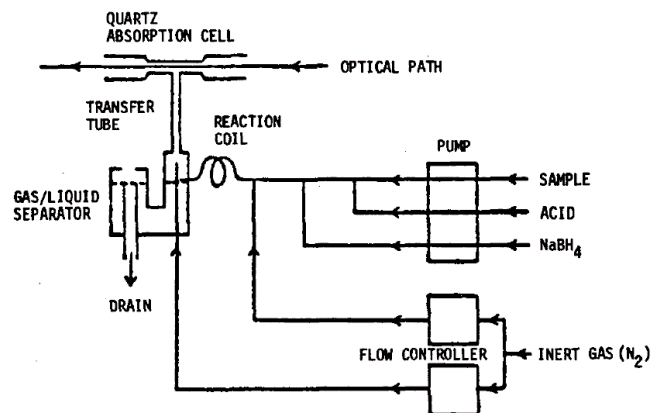 QUARTZ
ABSORPTION CELL
OPTICAL PATH
TRANSFER
TUBE
REACTION
COIL
PUMP
GAS/LIQUID
SEPARATOR
SAMPLE
ACID
NaBH4
DRAIN
FLOW CONTROLLER
INERT GAS (N2)